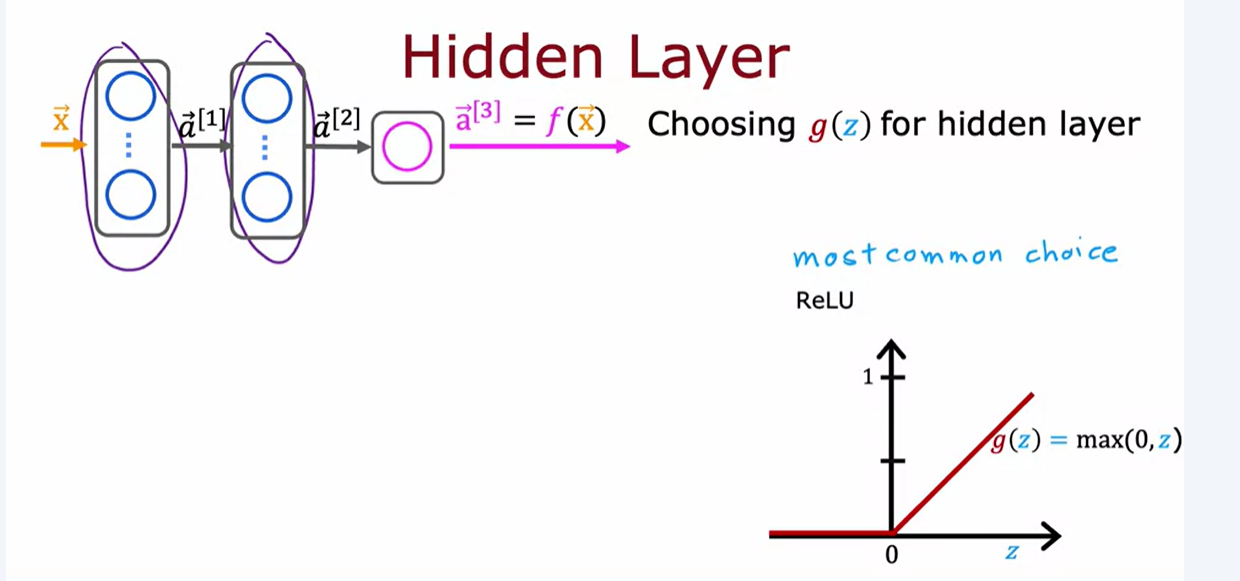 Hidden Layer
x⃗
a⃗[1]
a⃗[2]
a⃗[3] = f(x⃗)
Choosing g(z) for hidden layer
most common choice
ReLU
1
g(z) = max(0,z)
0
z